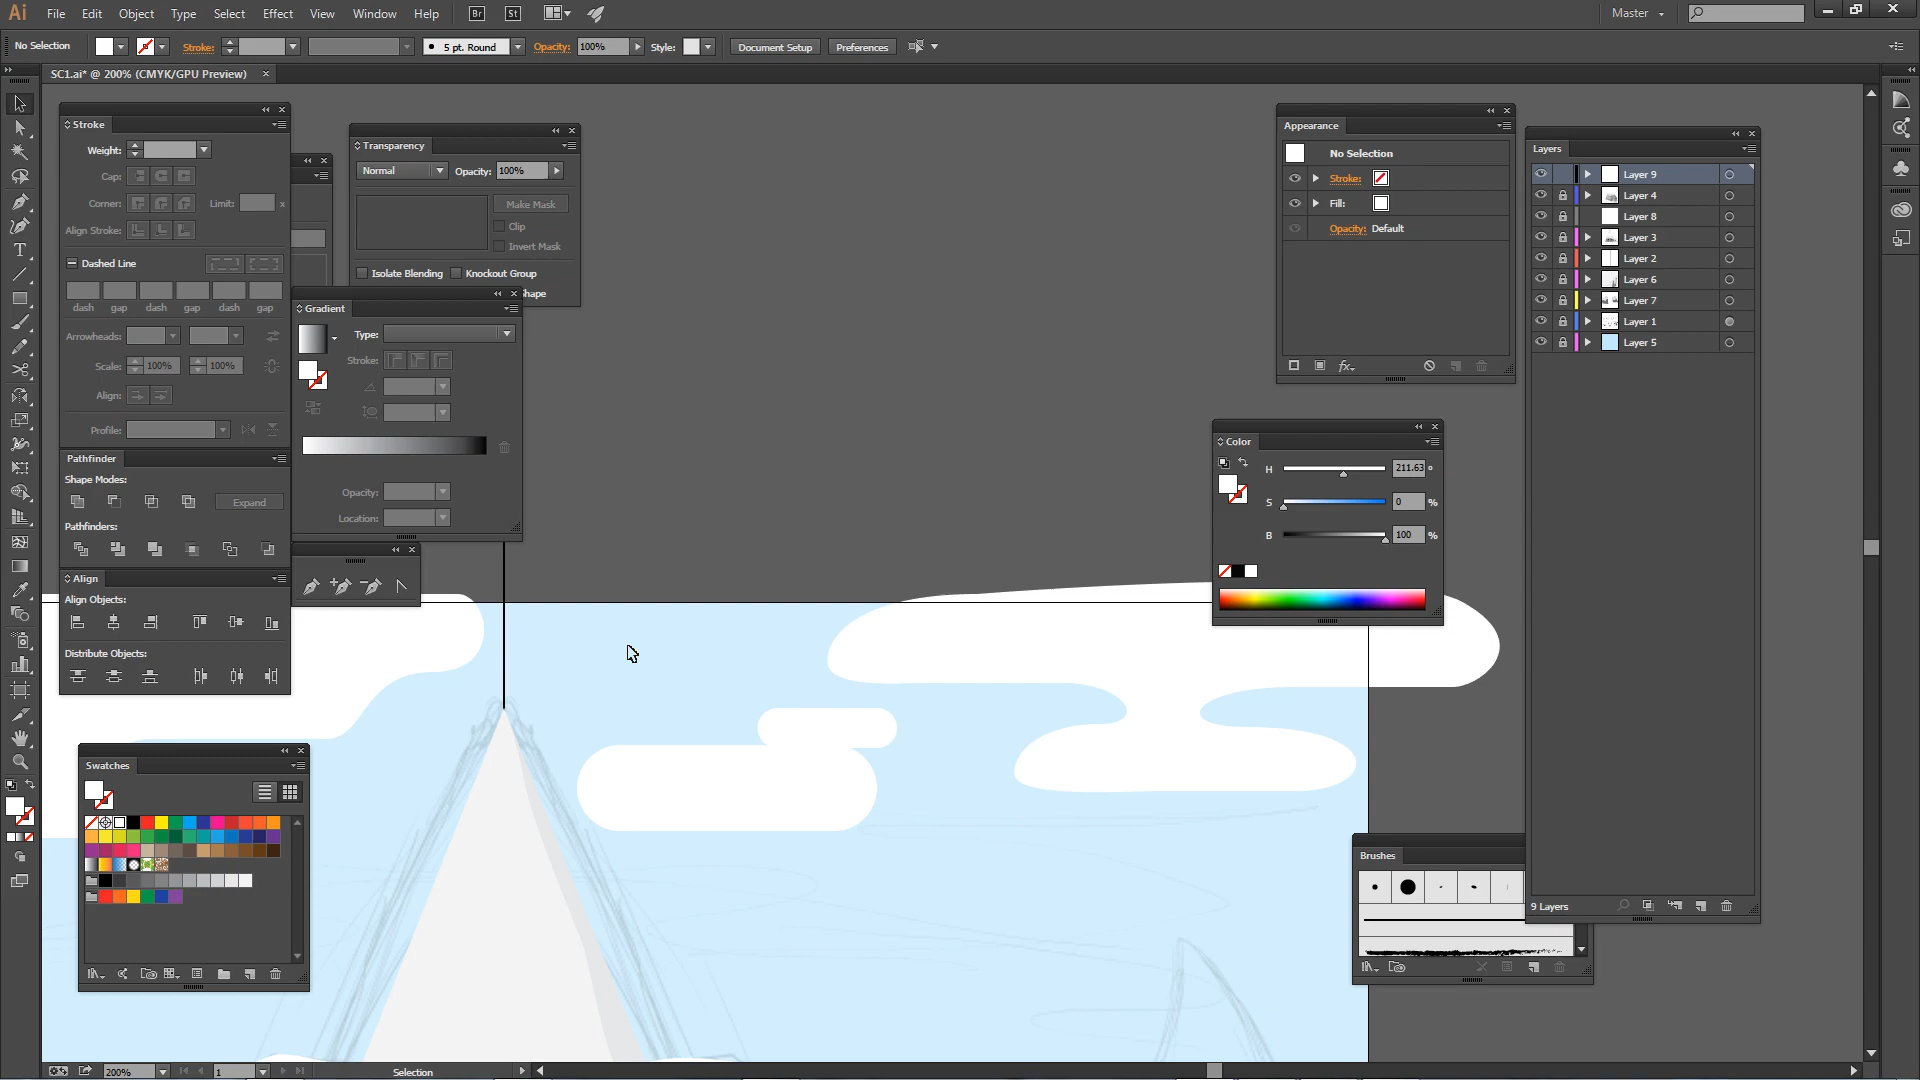 Ai File Edit Object Type Select Effect View Window Help Br St Master
No Selection Stroke: 5 pt. Round Opacity: 100% Style: Document Setup Preferences
SC1.ai* @ 200% (CMYK/GPU Preview)
Stroke
Weight:
Cap:
Corner: Limit: x
Align Stroke:
Dashed Line
dash gap dash gap dash gap
Arrowheads:
Scale: 100% 100%
Align:
Profile:
Pathfinder
Shape Modes:
Expand
Pathfinders:
Align
Align Objects:
Distribute Objects:
Transparency
Normal Opacity: 100%
Make Mask
Clip
Invert Mask
Isolate Blending Knockout Group
Shape
Gradient
Type:
Stroke:
Opacity:
Location:
Swatches
Appearance
No Selection
Stroke:
Fill:
Opacity: Default
fx
Color
H 211.63 °
S 0 %
B 100 %
Brushes
Layers
Layer 9
Layer 4
Layer 8
Layer 3
Layer 2
Layer 6
Layer 7
Layer 1
Layer 5
9 Layers
200% 1 Selection